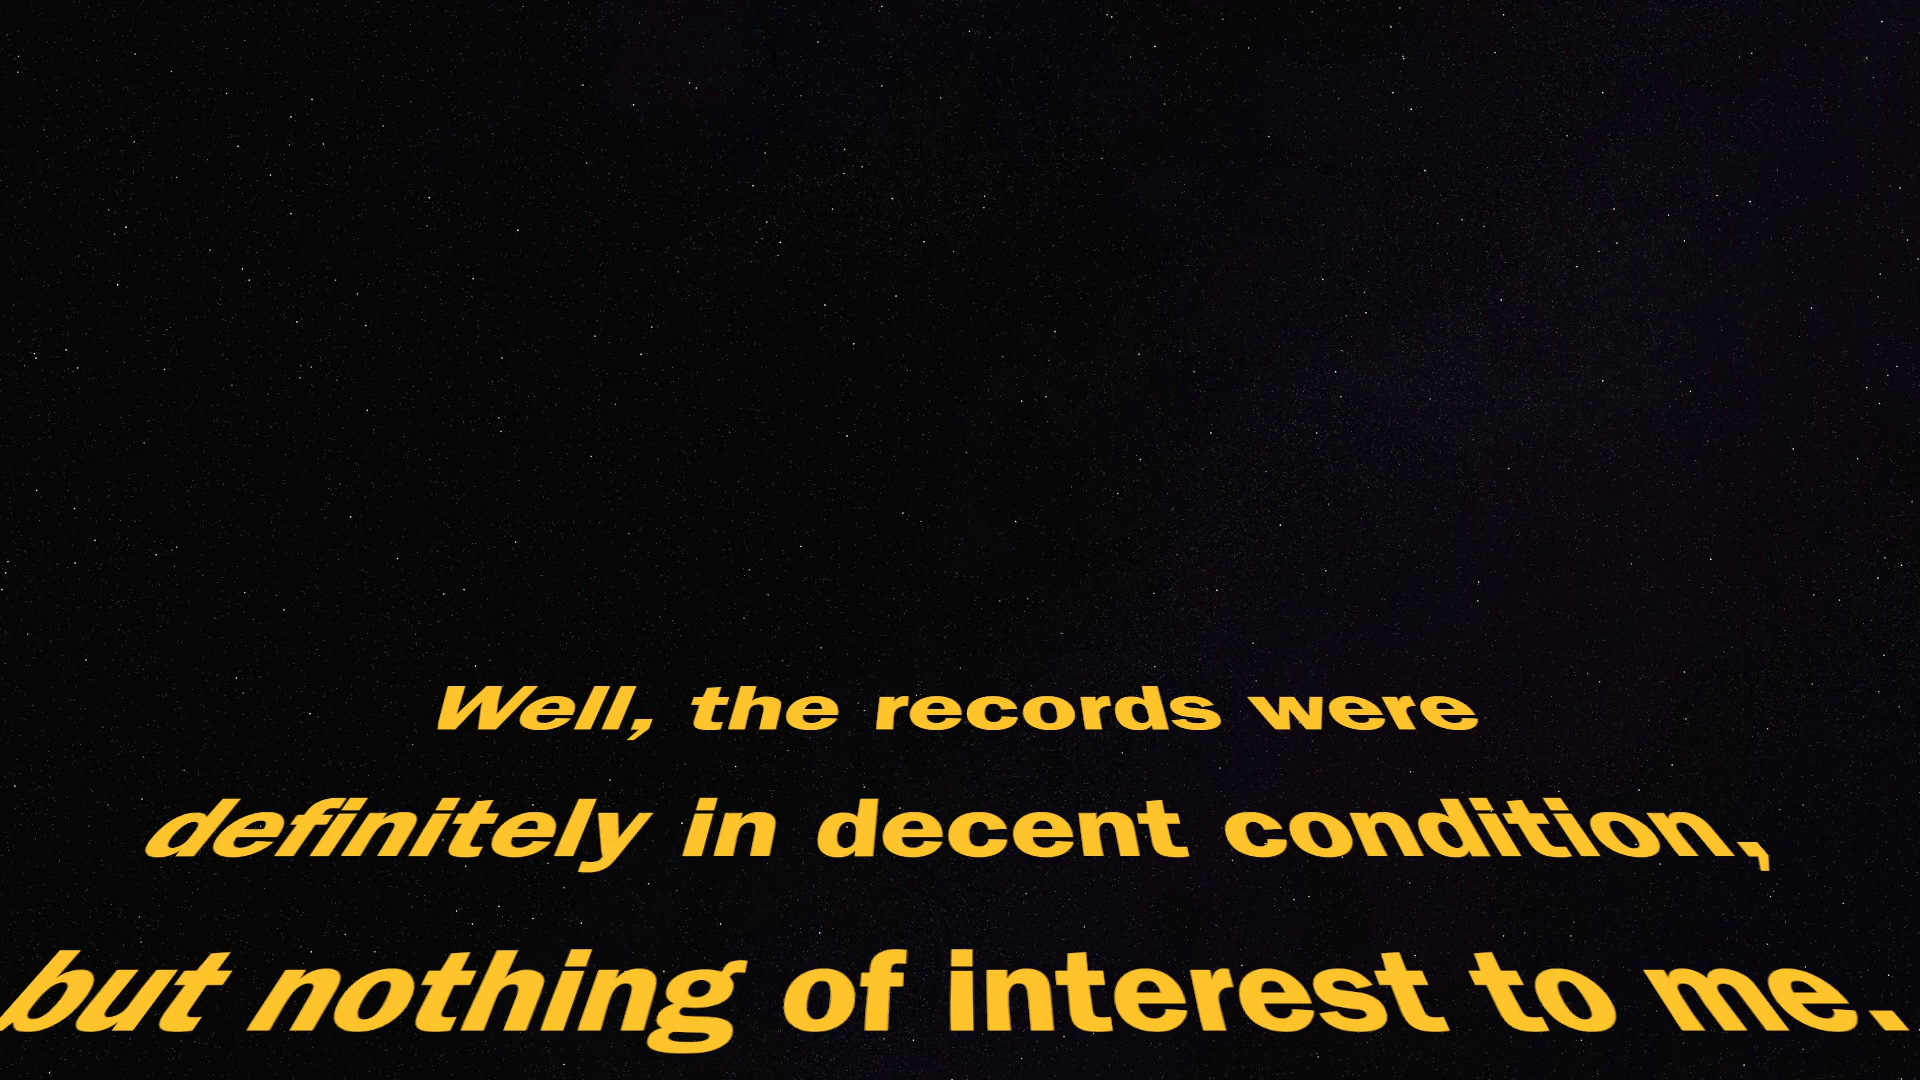 Well, the records were
definitely in decent condition,
but nothing of interest to me.